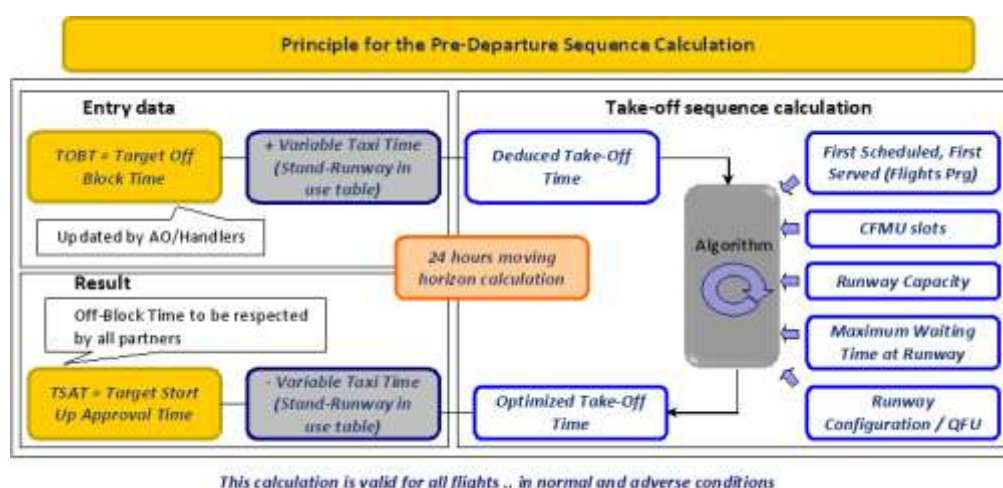 Principle for the Pre-Departure Sequence Calculation
Entry data
TOBT = Target Off
Block Time
+ Variable Taxi Time
(Stand-Runway in
use table)
Updated by AO/Handlers
Take-off sequence calculation
Deduced Take-Off
Time
Algorithm
First Scheduled, First
Served (Flights Prg)
CFMU slots
Runway Capacity
Maximum Waiting
Time at Runway
Runway
Configuration / QFU
24 hours moving
horizon calculation
Result
Off-Block Time to be respected
by all partners
TSAT = Target Start
Up Approval Time
- Variable Taxi Time
(Stand-Runway in
use table)
Optimized Take-Off
Time
This calculation is valid for all flights .. in normal and adverse conditions